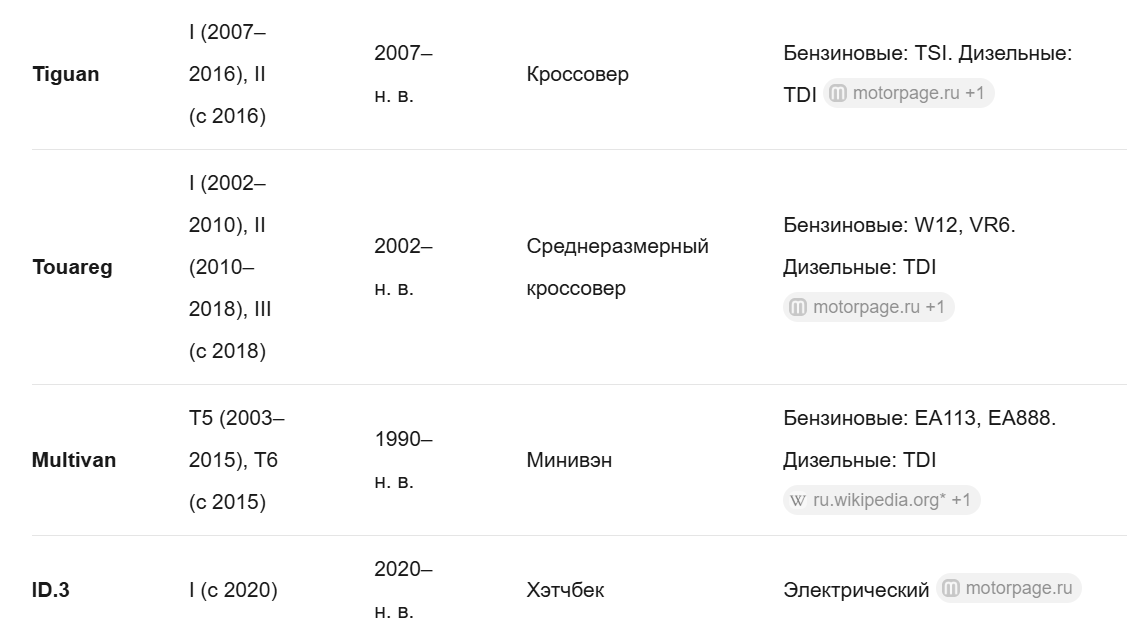 Tiguan
I (2007–
2016), II
(с 2016)
2007–
н. в.
Кроссовер
Бензиновые: TSI. Дизельные:
TDI motorpage.ru +1
Touareg
I (2002–
2010), II
(2010–
2018), III
(с 2018)
2002–
н. в.
Среднеразмерный
кроссовер
Бензиновые: W12, VR6.
Дизельные: TDI
motorpage.ru +1
Multivan
T5 (2003–
2015), T6
(с 2015)
1990–
н. в.
Минивэн
Бензиновые: EA113, EA888.
Дизельные: TDI
W ru.wikipedia.org* +1
ID.3
I (с 2020)
2020–
н. в.
Хэтчбек
Электрический motorpage.ru